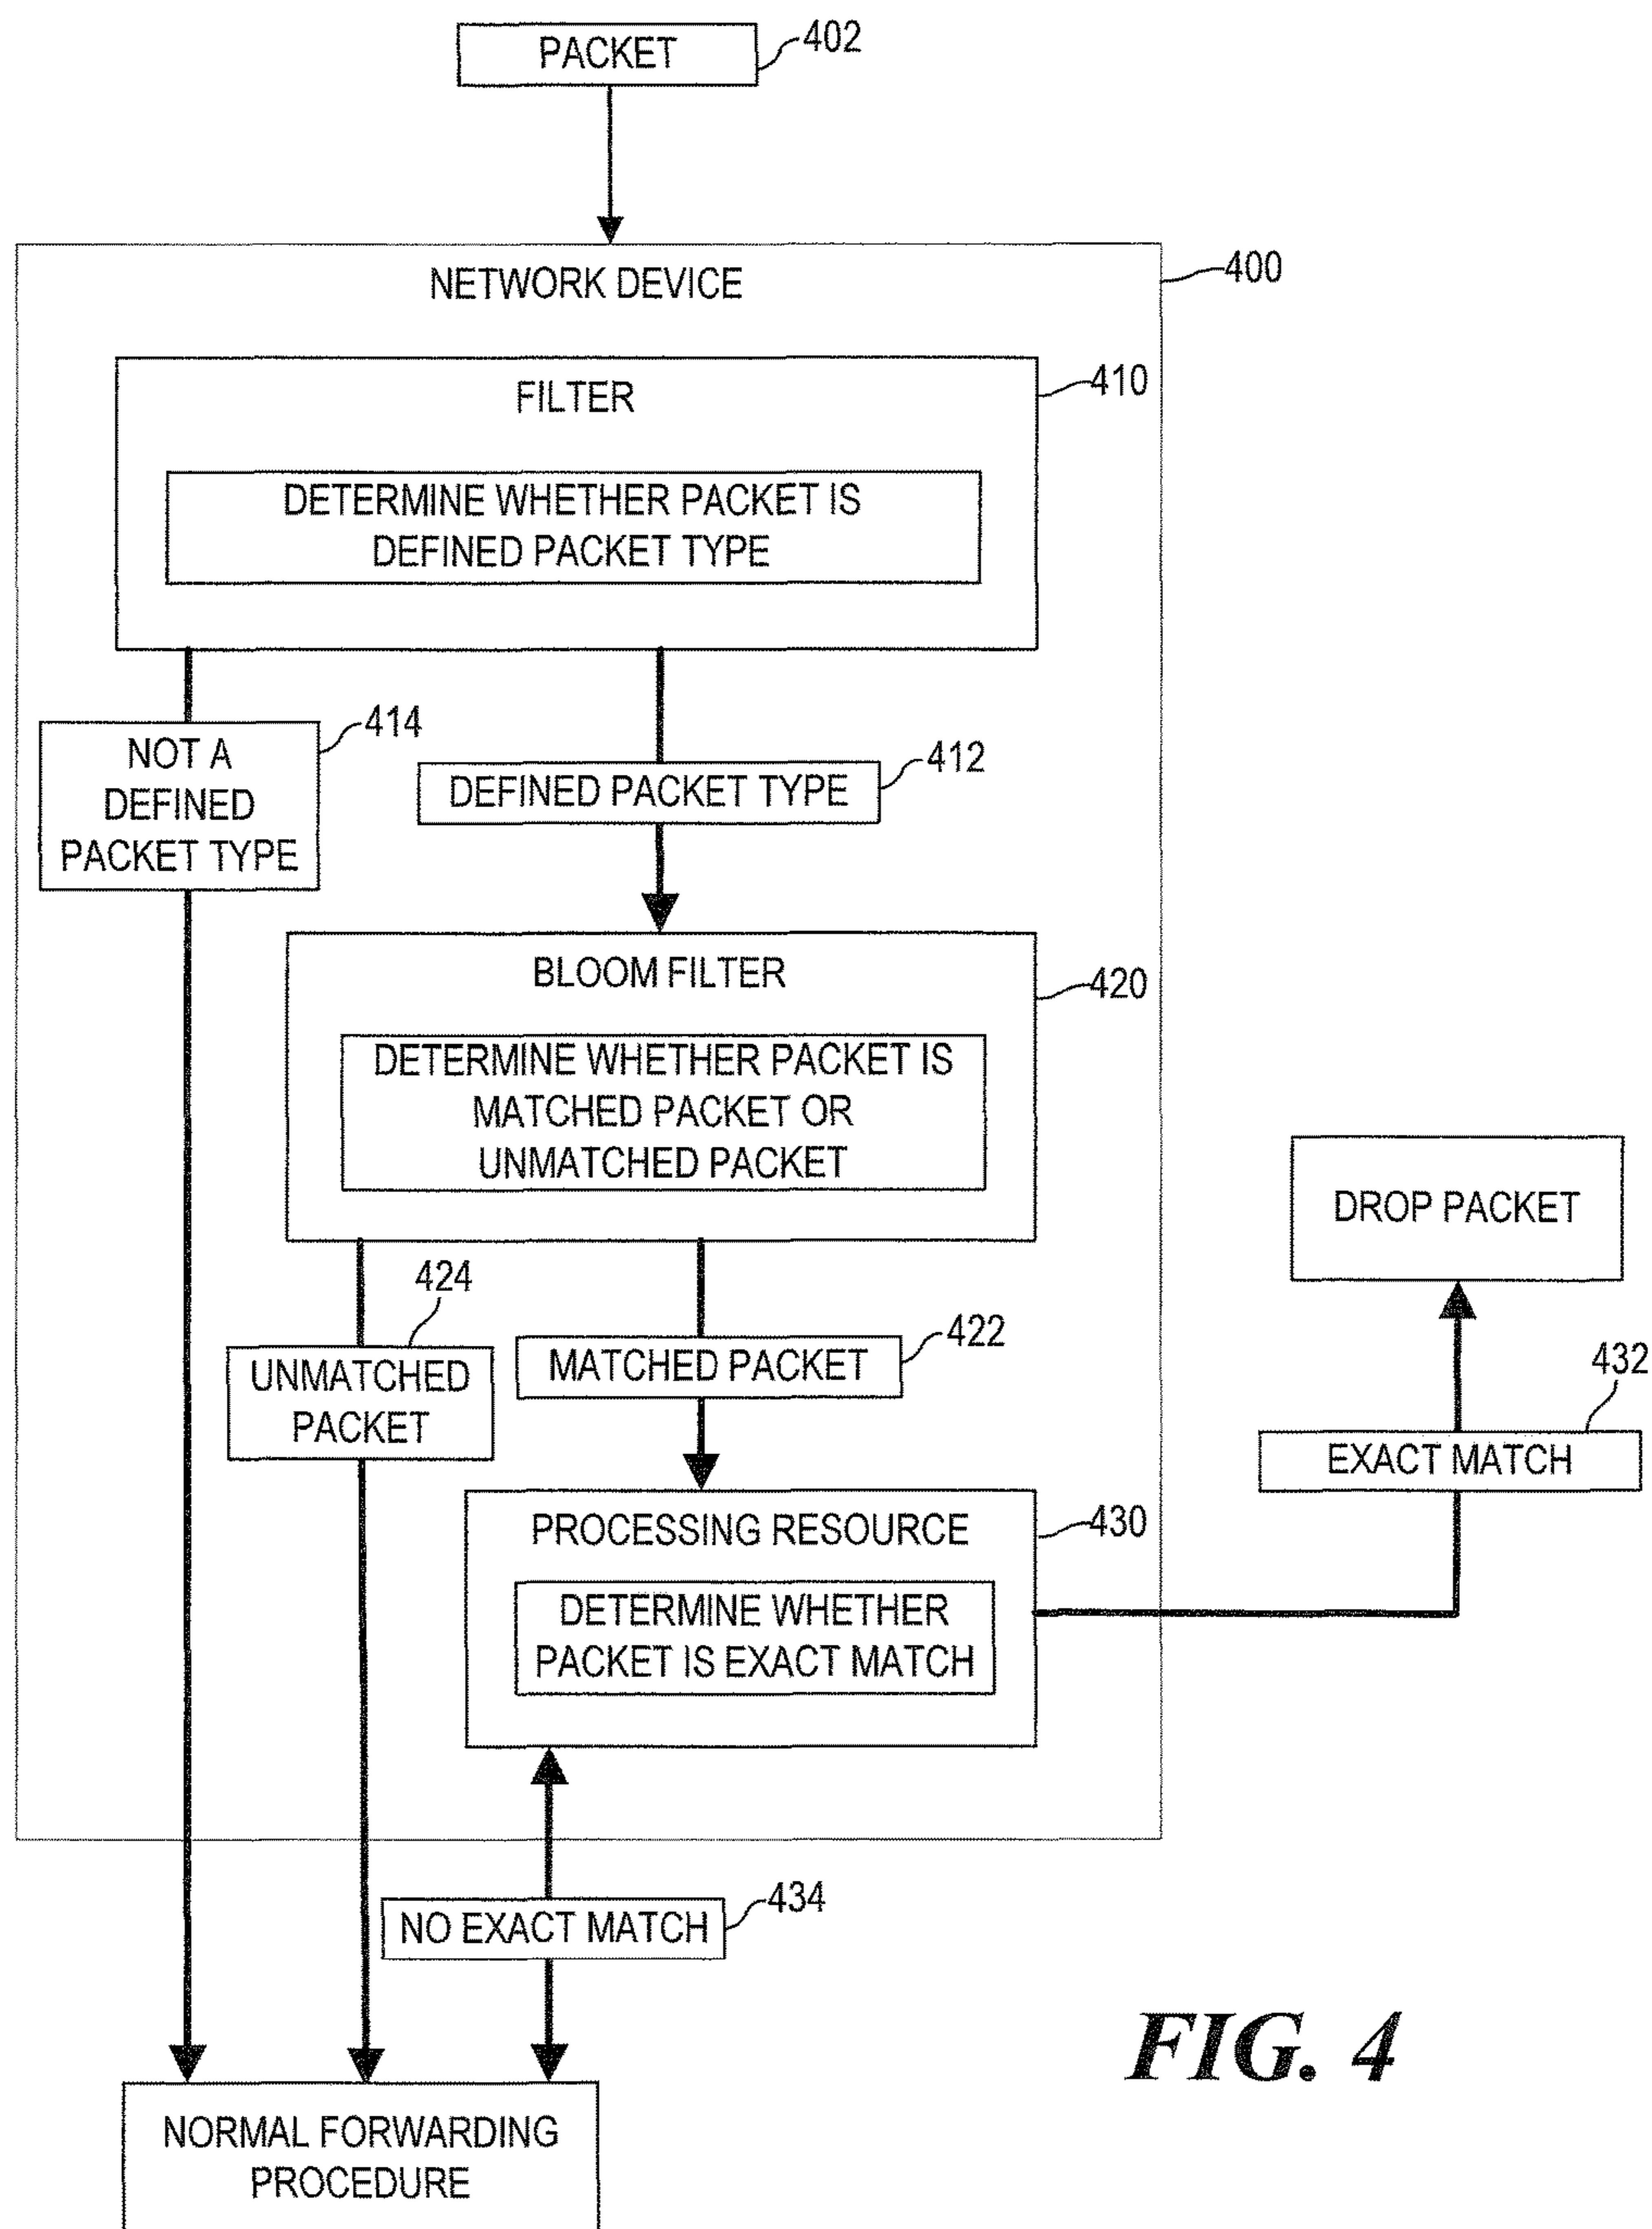 PACKET
402
NETWORK DEVICE
400
FILTER
410
DETERMINE WHETHER PACKET IS
DEFINED PACKET TYPE
414
NOT A
DEFINED
PACKET TYPE
412
DEFINED PACKET TYPE
BLOOM FILTER
420
DETERMINE WHETHER PACKET IS
MATCHED PACKET OR
UNMATCHED PACKET
DROP PACKET
424
UNMATCHED
PACKET
422
MATCHED PACKET
432
EXACT MATCH
PROCESSING RESOURCE
430
DETERMINE WHETHER
PACKET IS EXACT MATCH
NO EXACT MATCH
434
FIG. 4
NORMAL FORWARDING
PROCEDURE